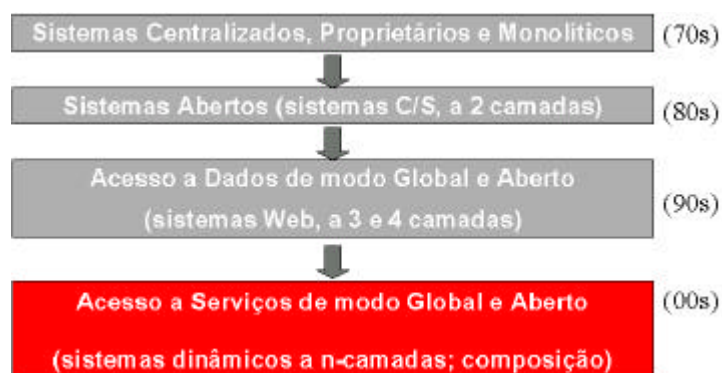 Sistemas Centralizados, Proprietários e Monolíticos (70s)
Sistemas Abertos (sistemas C/S, a 2 camadas) (80s)
Acesso a Dados de modo Global e Aberto
(sistemas Web, a 3 e 4 camadas) (90s)
Acesso a Serviços de modo Global e Aberto (00s)
(sistemas dinâmicos a n-camadas; composição)